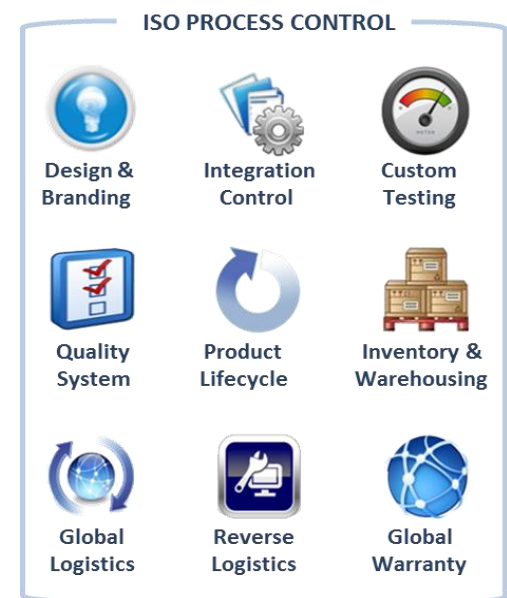 ISO PROCESS CONTROL
Design &
Branding
Integration
Control
Custom
Testing
Quality
System
Product
Lifecycle
Inventory &
Warehousing
Global
Logistics
Reverse
Logistics
Global
Warranty